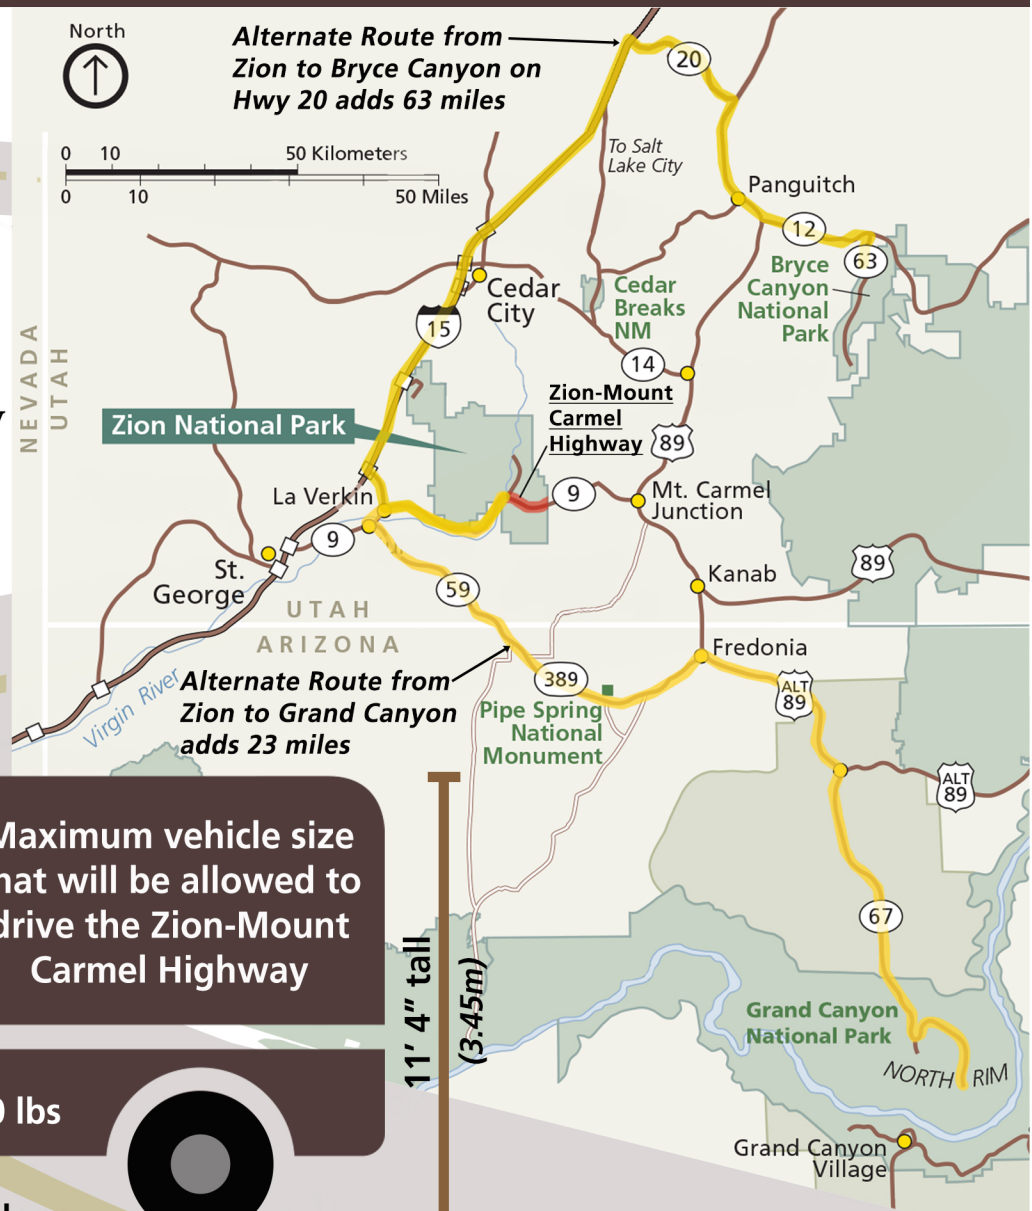 North
Alternate Route from
Zion to Bryce Canyon on
Hwy 20 adds 63 miles
20
0 10 50 Kilometers
0 10 50 Miles
To Salt
Lake City
Panguitch
12
63
Bryce
Canyon
National
Park
Cedar
City
Cedar
Breaks
NM
15
14
NEVADA
UTAH
Zion-Mount
Carmel
Highway
Zion National Park
89
La Verkin
9
Mt. Carmel
Junction
9
St.
George
59
Kanab
89
UTAH
ARIZONA
Fredonia
Virgin River
Alternate Route from
Zion to Grand Canyon
adds 23 miles
389
Pipe Spring
National
Monument
ALT
89
ALT
89
Maximum vehicle size
that will be allowed to
drive the Zion-Mount
Carmel Highway
11' 4” tall
(3.45m)
67
Grand Canyon
National Park
NORTH RIM
0 lbs
Grand Canyon
Village